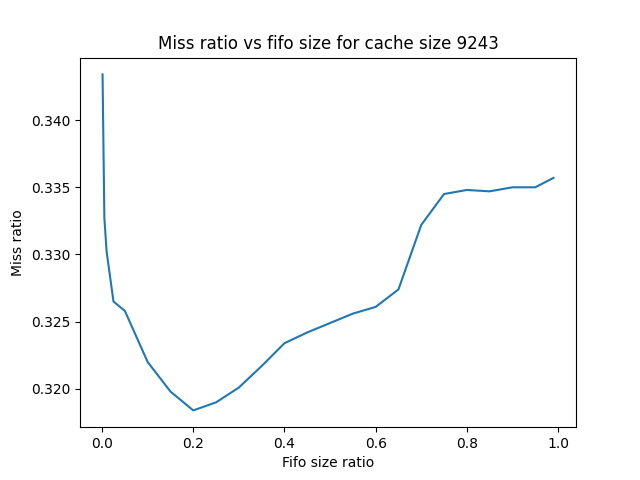 Miss ratio vs fifo size for cache size 9243
0.340
0.335
0.330
0.325
0.320
Miss ratio
0.0 0.2 0.4 0.6 0.8 1.0
Fifo size ratio